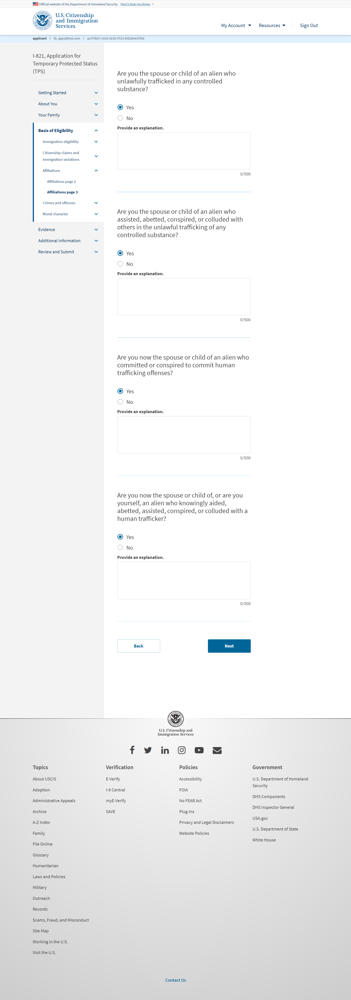 Official website of the Department of Homeland Security Here's how you know
U.S. Citizenship
and Immigration
Services
My Account Resources Sign Out
applicant > tb_app1@test.com > ac375b57-e510-421b-9723-65b2b4e1f356
I-821, Application for
Temporary Protected Status
(TPS)
Getting Started
About You
Your Family
Basis of Eligibility
Immigration eligibility
Citizenship claims and
immigration violations
Affiliations
Affiliations page 2
Affiliations page 3
Crimes and offenses
Moral character
Evidence
Additional Information
Review and Submit
Are you the spouse or child of an alien who
unlawfully trafficked in any controlled
substance?
Yes
No
Provide an explanation.
0/500
Are you the spouse or child of an alien who
assisted, abetted, conspired, or colluded with
others in the unlawful trafficking of any
controlled substance?
Yes
No
Provide an explanation.
0/500
Are you now the spouse or child of an alien who
committed or conspired to commit human
trafficking offenses?
Yes
No
Provide an explanation.
0/500
Are you now the spouse or child of, or are you
yourself, an alien who knowingly aided,
abetted, assisted, conspired, or colluded with a
human trafficker?
Yes
No
Provide an explanation.
0/500
Back
Next
U.S. Citizenship and
Immigration Services
Topics
About USCIS
Adoption
Administrative Appeals
Archive
A-Z Index
Family
File Online
Glossary
Humanitarian
Laws and Policies
Military
Outreach
Records
Scams, Fraud, and Misconduct
Site Map
Working in the U.S.
Visit the U.S.
Verification
E-Verify
I-9 Central
myE-Verify
SAVE
Policies
Accessibility
FOIA
No FEAR Act
Plug-ins
Privacy and Legal Disclaimers
Website Policies
Government
U.S. Department of Homeland
Security
DHS Components
DHS Inspector General
USA.gov
U.S. Department of State
White House
Contact Us